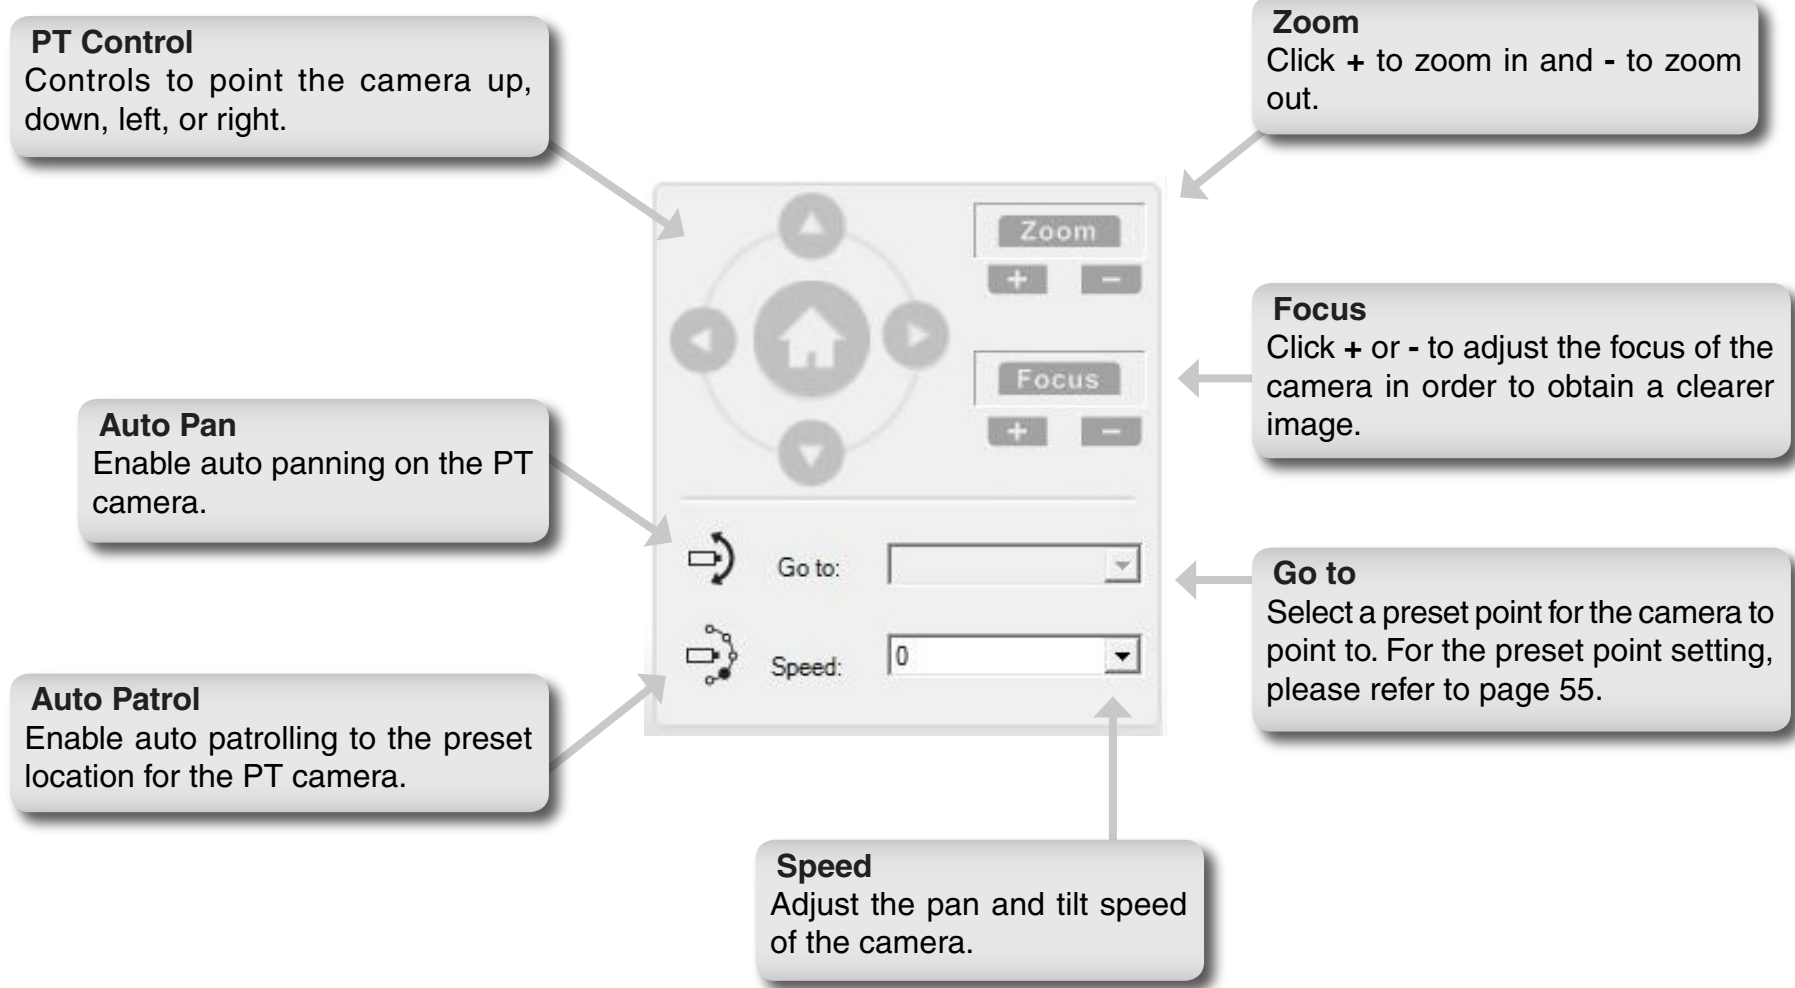 PT Control
Controls to point the camera up,
down, left, or right.
Zoom
Click + to zoom in and - to zoom
out.
Zoom
+ -
Focus
Click + or - to adjust the focus of the
camera in order to obtain a clearer
image.
Focus
+ -
Auto Pan
Enable auto panning on the PT
camera.
Go to:
Go to
Select a preset point for the camera to
point to. For the preset point setting,
please refer to page 55.
Speed: 0
Auto Patrol
Enable auto patrolling to the preset
location for the PT camera.
Speed
Adjust the pan and tilt speed
of the camera.